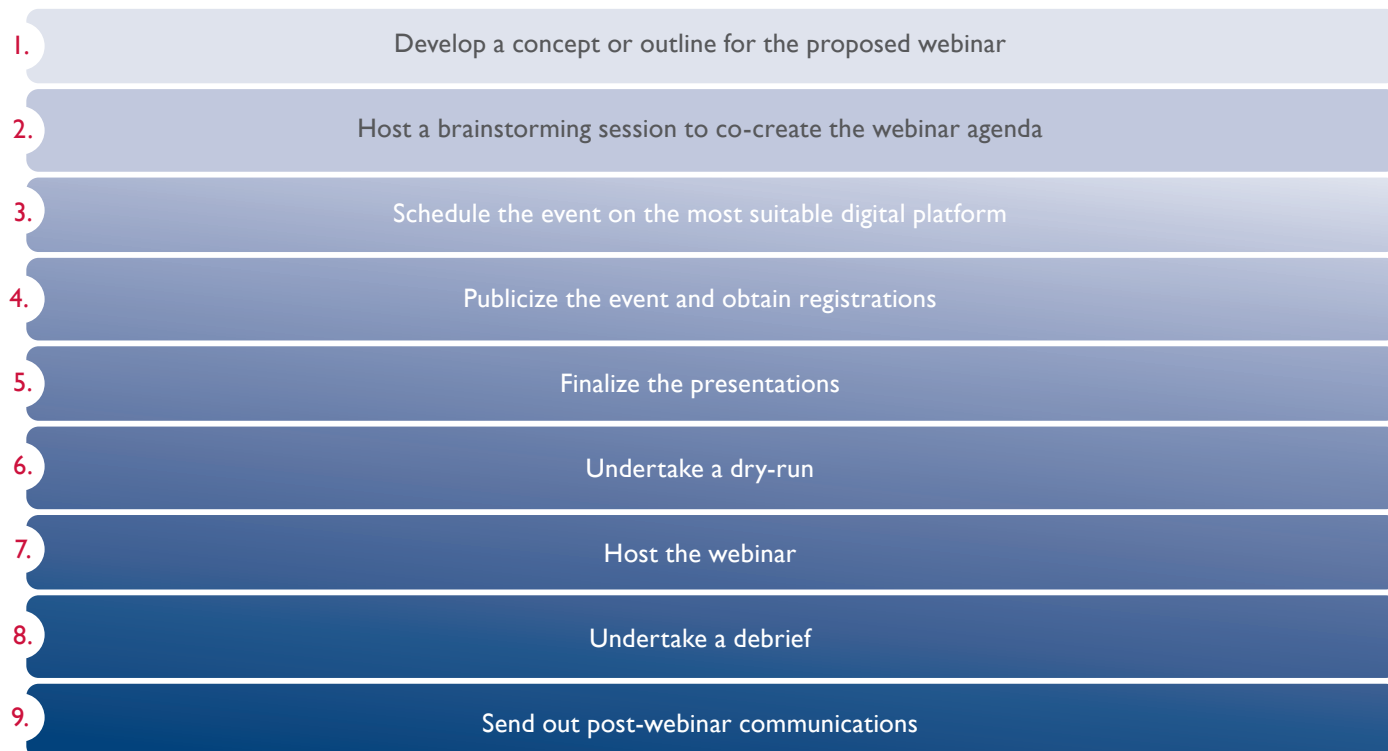 1. Develop a concept or outline for the proposed webinar
2. Host a brainstorming session to co-create the webinar agenda
3. Schedule the event on the most suitable digital platform
4. Publicize the event and obtain registrations
5. Finalize the presentations
6. Undertake a dry-run
7. Host the webinar
8. Undertake a debrief
9. Send out post-webinar communications